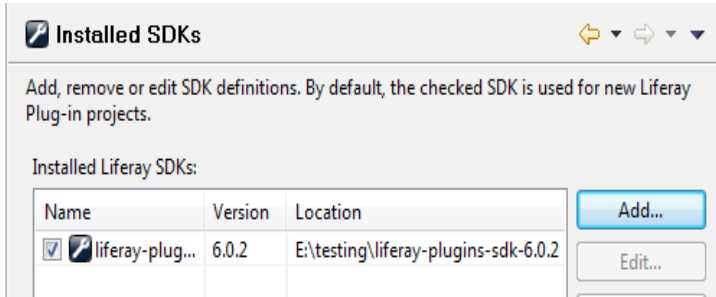 Installed SDKs
Add, remove or edit SDK definitions. By default, the checked SDK is used for new Liferay
Plug-in projects.
Installed Liferay SDKs:
Name Version Location
liferay-plug... 6.0.2 E:\testing\liferay-plugins-sdk-6.0.2
Add...
Edit...